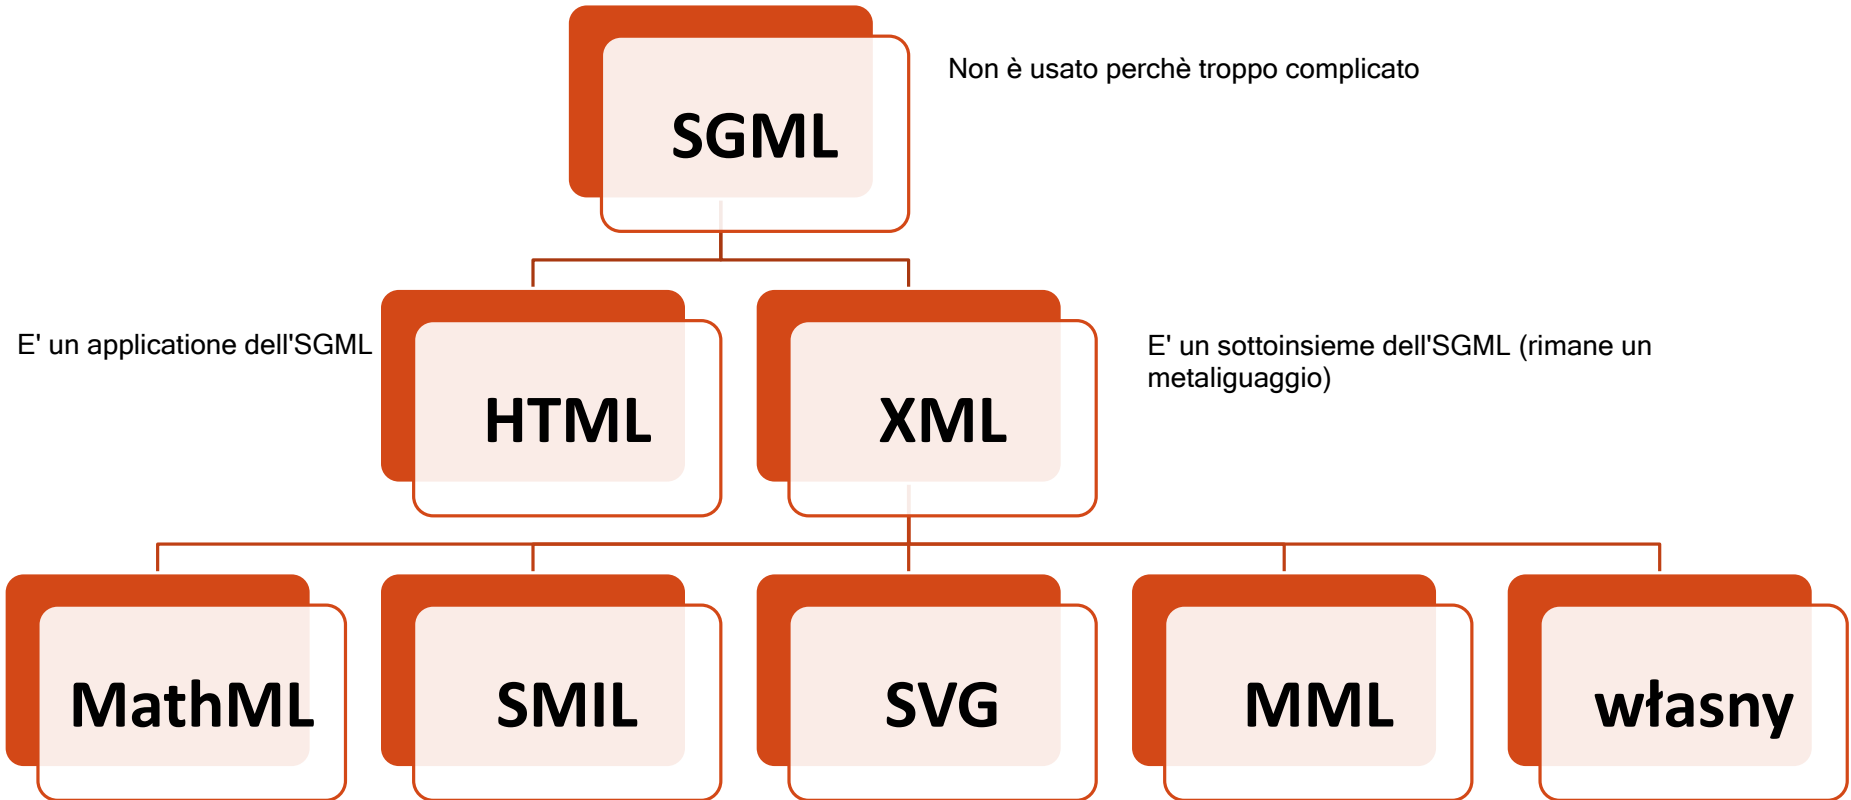 SGML
Non è usato perchè troppo complicato
E' un applicatione dell'SGML
HTML
XML
E' un sottoinsieme dell'SGML (rimane un
metaliguaggio)
MathML
SMIL
SVG
MML
własny